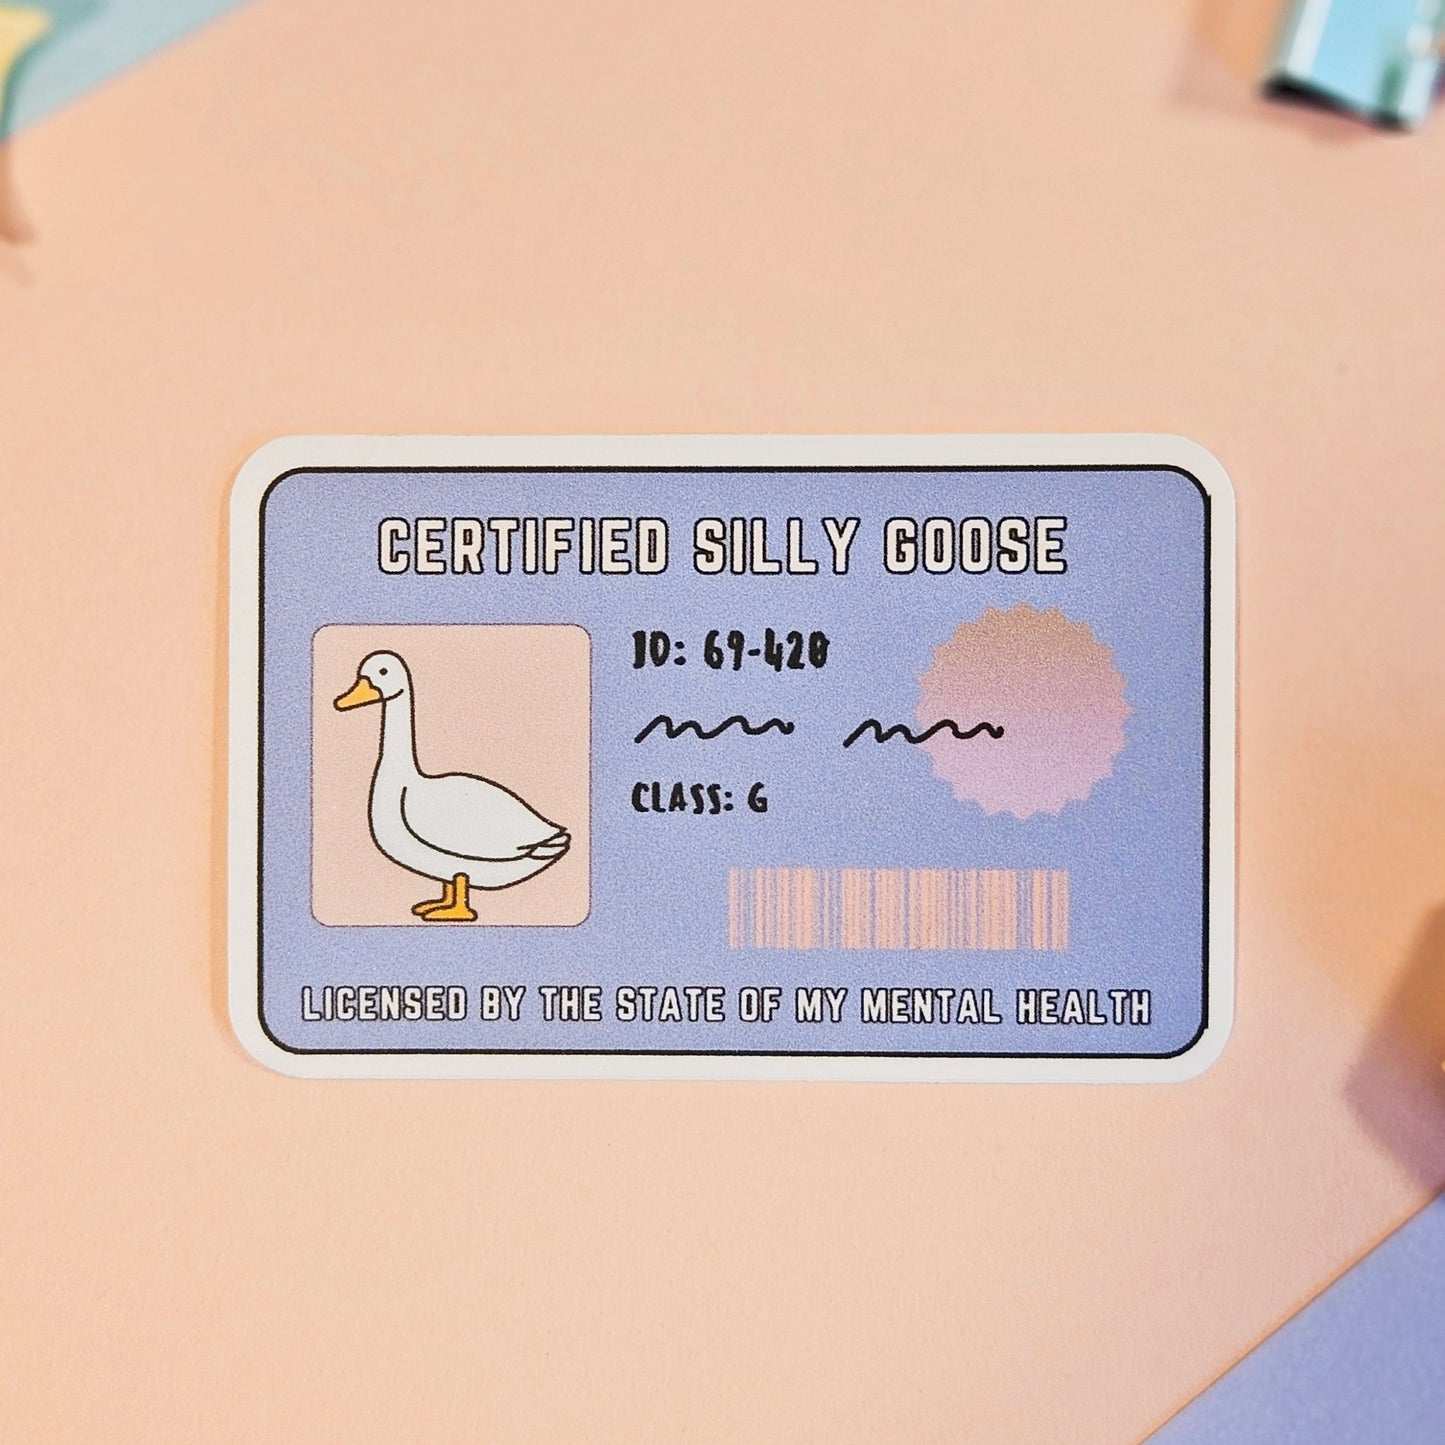 CERTIFIED SILLY GOOSE
ID: 69-420
CLASS: G
LICENSED BY THE STATE OF MY MENTAL HEALTH